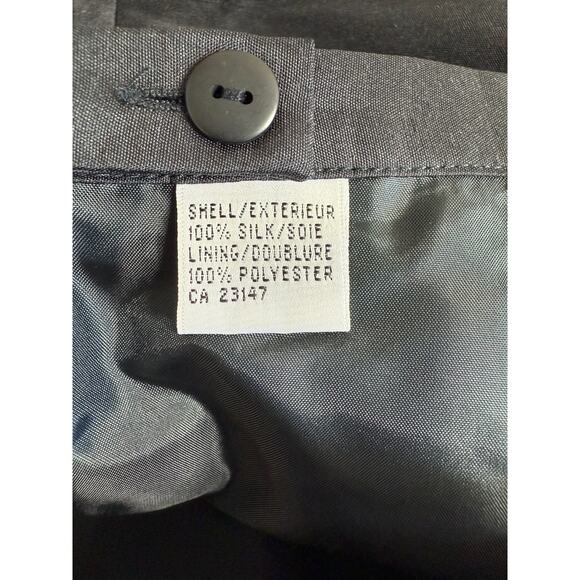 SHELL/EXTERIEUR
100% SILK/SOIE
LINING/DOUBLURE
100% POLYESTER
CA 23147